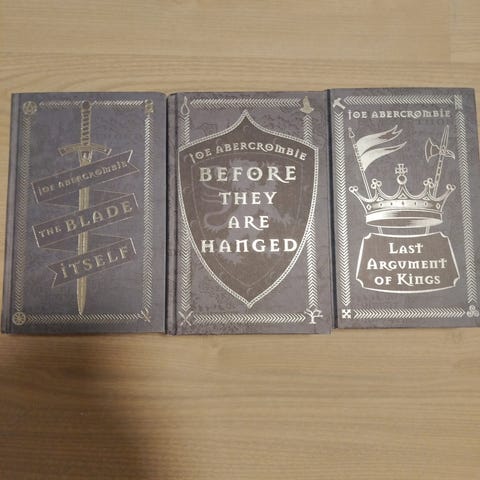 JOE ABERCROMBIE
THE BLADE
ITSELF
JOE ABERCROMBIE
BEFORE
THEY
ARE
HANGED
JOE ABERCROMBIE
LAST
ARGUMENT
OF KINGS